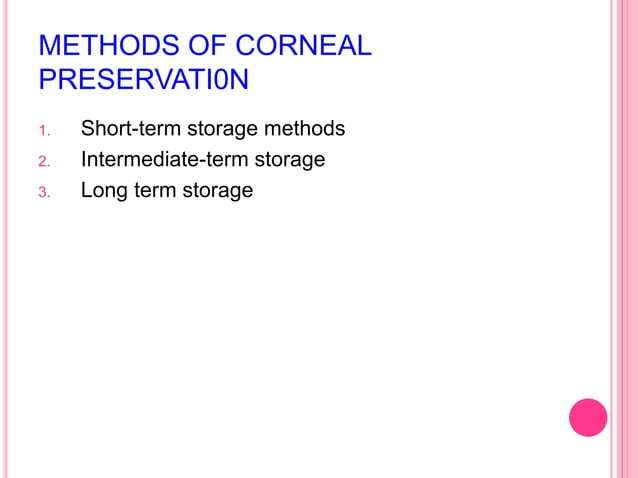 METHODS OF CORNEAL
PRESERVATI0N
1. Short-term storage methods
2. Intermediate-term storage
3. Long term storage